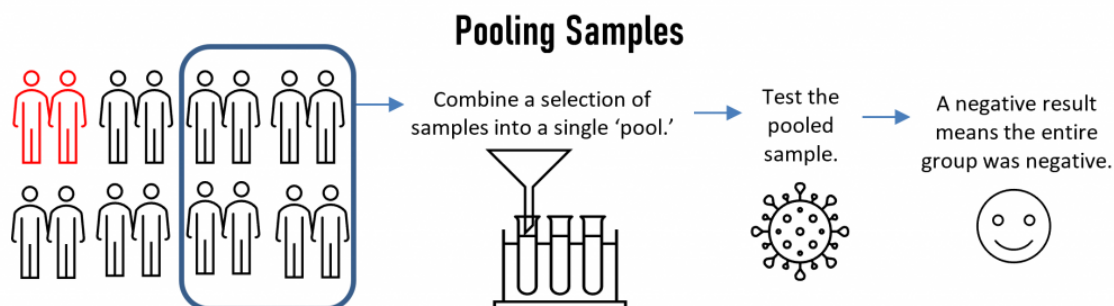 Pooling Samples
Combine a selection of
samples into a single ‘pool.’
Test the
pooled
sample.
A negative result
means the entire
group was negative.